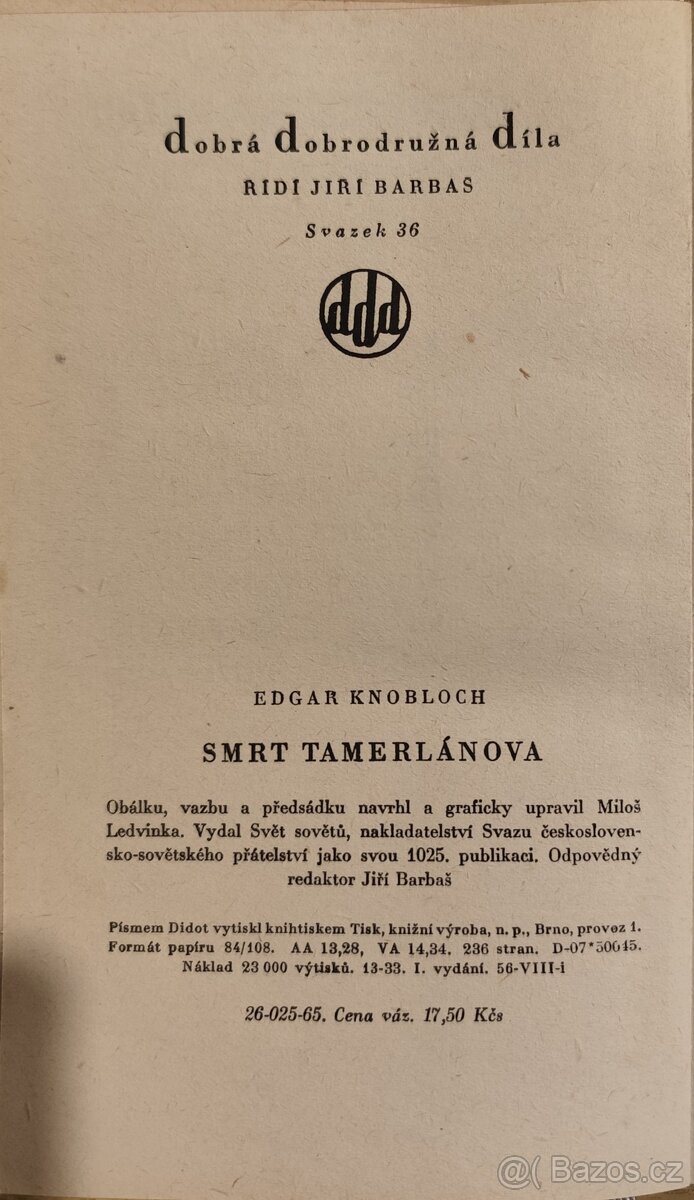 dobrá dobrodružná díla
ŘÍDÍ JIŘÍ BARBAŠ
Svazek 36
ddd
EDGAR KNOBLOCH
SMRT TAMERLÁNOVA
Obálku, vazbu a předsádku navrhl a graficky upravil Miloš
Ledvinka. Vydal Svět sovětů, nakladatelství Svazu českosloven-
sko-sovětského přátelství jako svou 1025. publikaci. Odpovědný
redaktor Jiří Barbaš
Písmem Didot vytiskl knihtiskem Tisk, knižní výroba, n. p., Brno, provoz 1.
Formát papíru 84/108. AA 13,28, VA 14,34. 236 stran. D-07*50645.
Náklad 23 000 výtisků. 13-33. I. vydání. 56-VIII-i
26-025-65. Cena váz. 17,50 Kčs
@( Bazos.cz